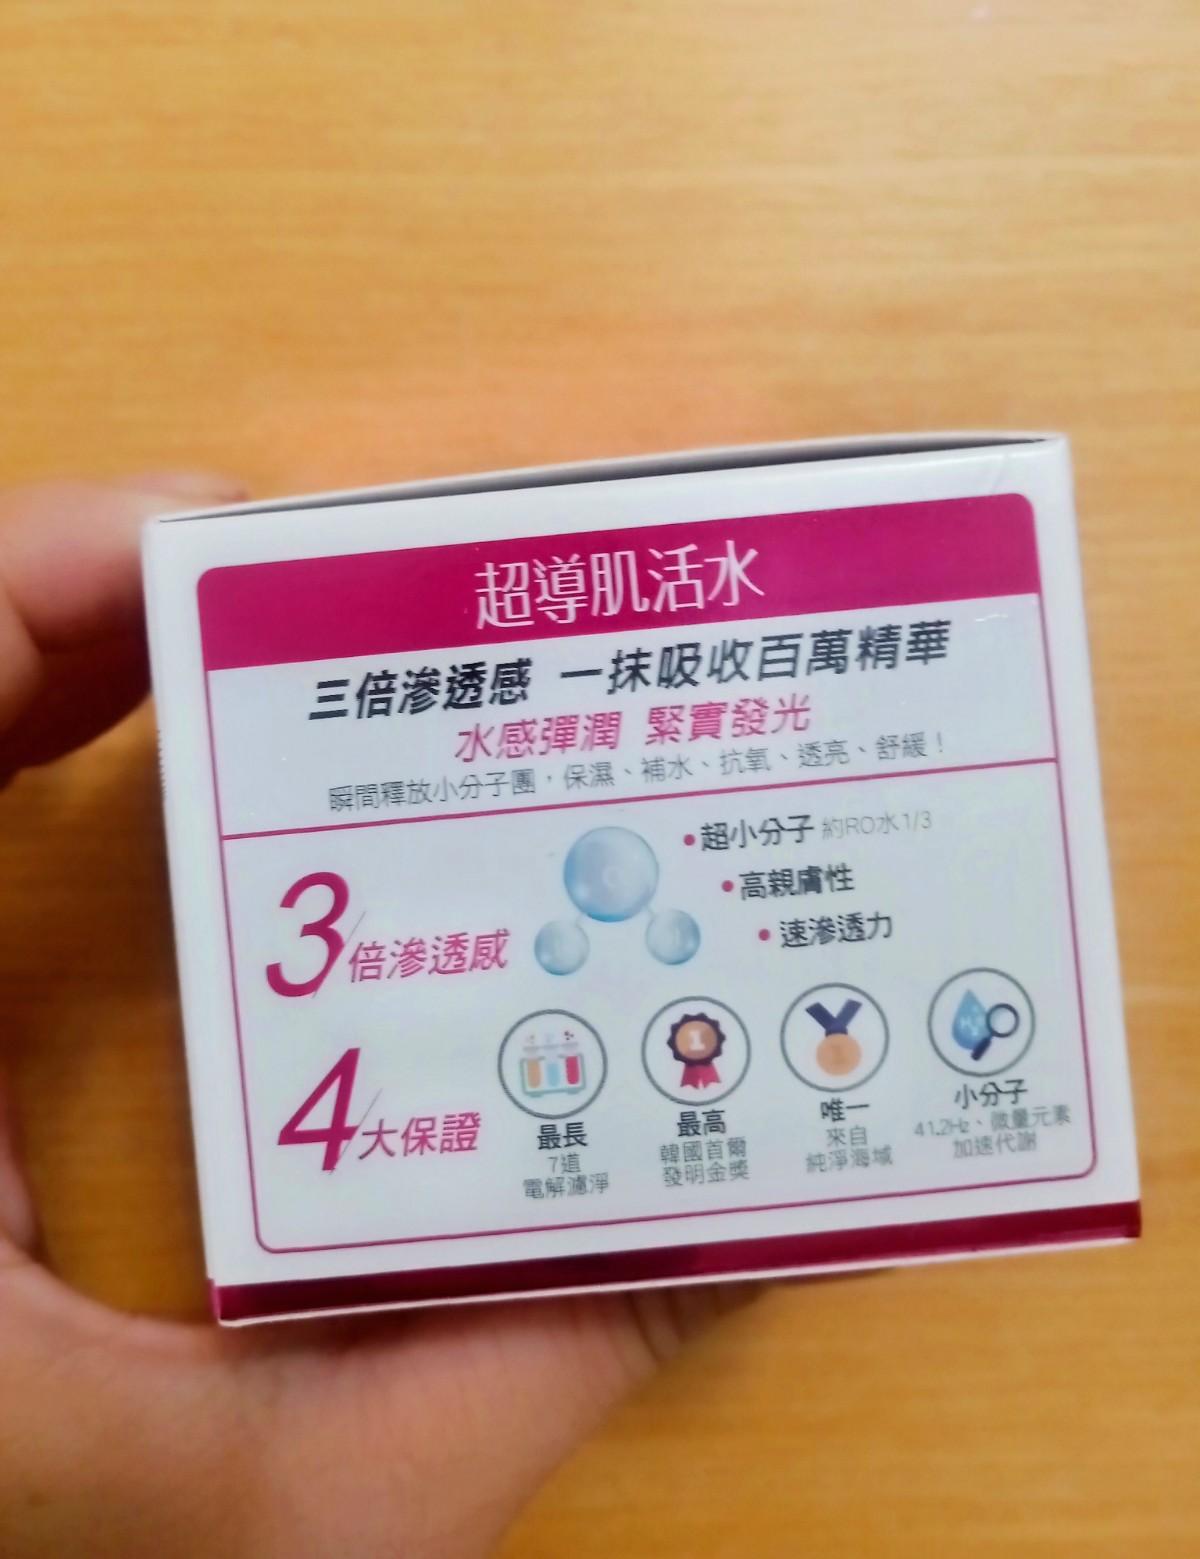 超導肌活水
三倍滲透感 一抹吸收百萬精華
水感彈潤 緊實發光
瞬間釋放小分子團，保濕、補水、抗氧、透亮、舒緩！
3倍滲透感
•超小分子 約RO水1/3
•高親膚性
•速滲透力
4大保證
最長
7道
電解濾淨
1
最高
韓國首爾
發明金獎
1
唯一
來自
純淨海域
小分子
41.2Hz、微量元素
加速代謝